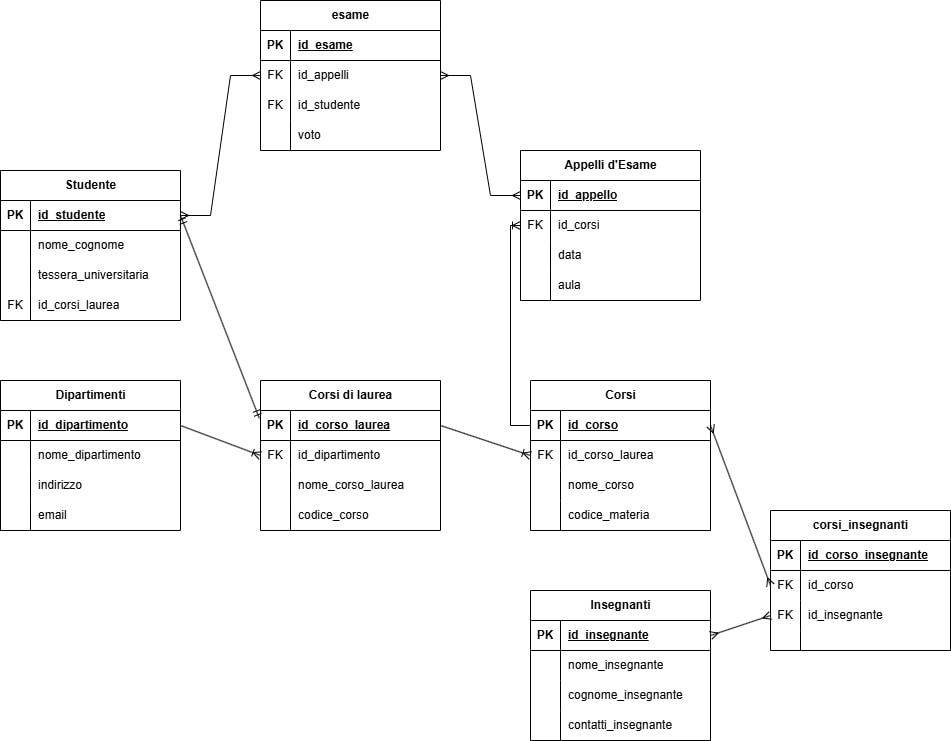 esame
PK id_esame
FK id_appelli
FK id_studente
voto
Appelli d'Esame
PK id_appello
FK id_corsi
data
aula
Studente
PK id_studente
nome_cognome
tessera_universitaria
FK id_corsi_laurea
Dipartimenti
PK id_dipartimento
nome_dipartimento
indirizzo
email
Corsi di laurea
PK id_corso_laurea
FK id_dipartimento
nome_corso_laurea
codice_corso
Corsi
PK id_corso
FK id_corso_laurea
nome_corso
codice_materia
corsi_insegnanti
PK id_corso_insegnante
FK id_corso
FK id_insegnante
Insegnanti
PK id_insegnante
nome_insegnante
cognome_insegnante
contatti_insegnante